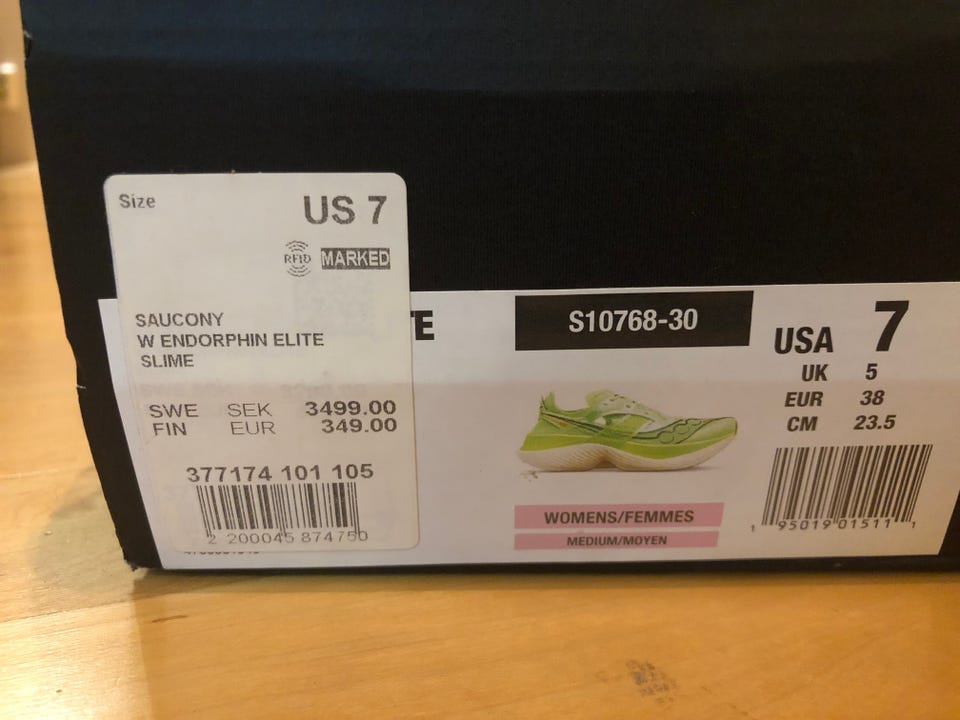 Size US 7
RFID MARKED
SAUCONY
W ENDORPHIN ELITE
SLIME
SWE SEK 3499.00
FIN EUR 349.00
377174 101 105
2 200045 874750
TE
S10768-30
WOMENS/FEMMES
MEDIUM/MOYEN
USA 7
UK 5
EUR 38
CM 23.5
1 95019 01511 1